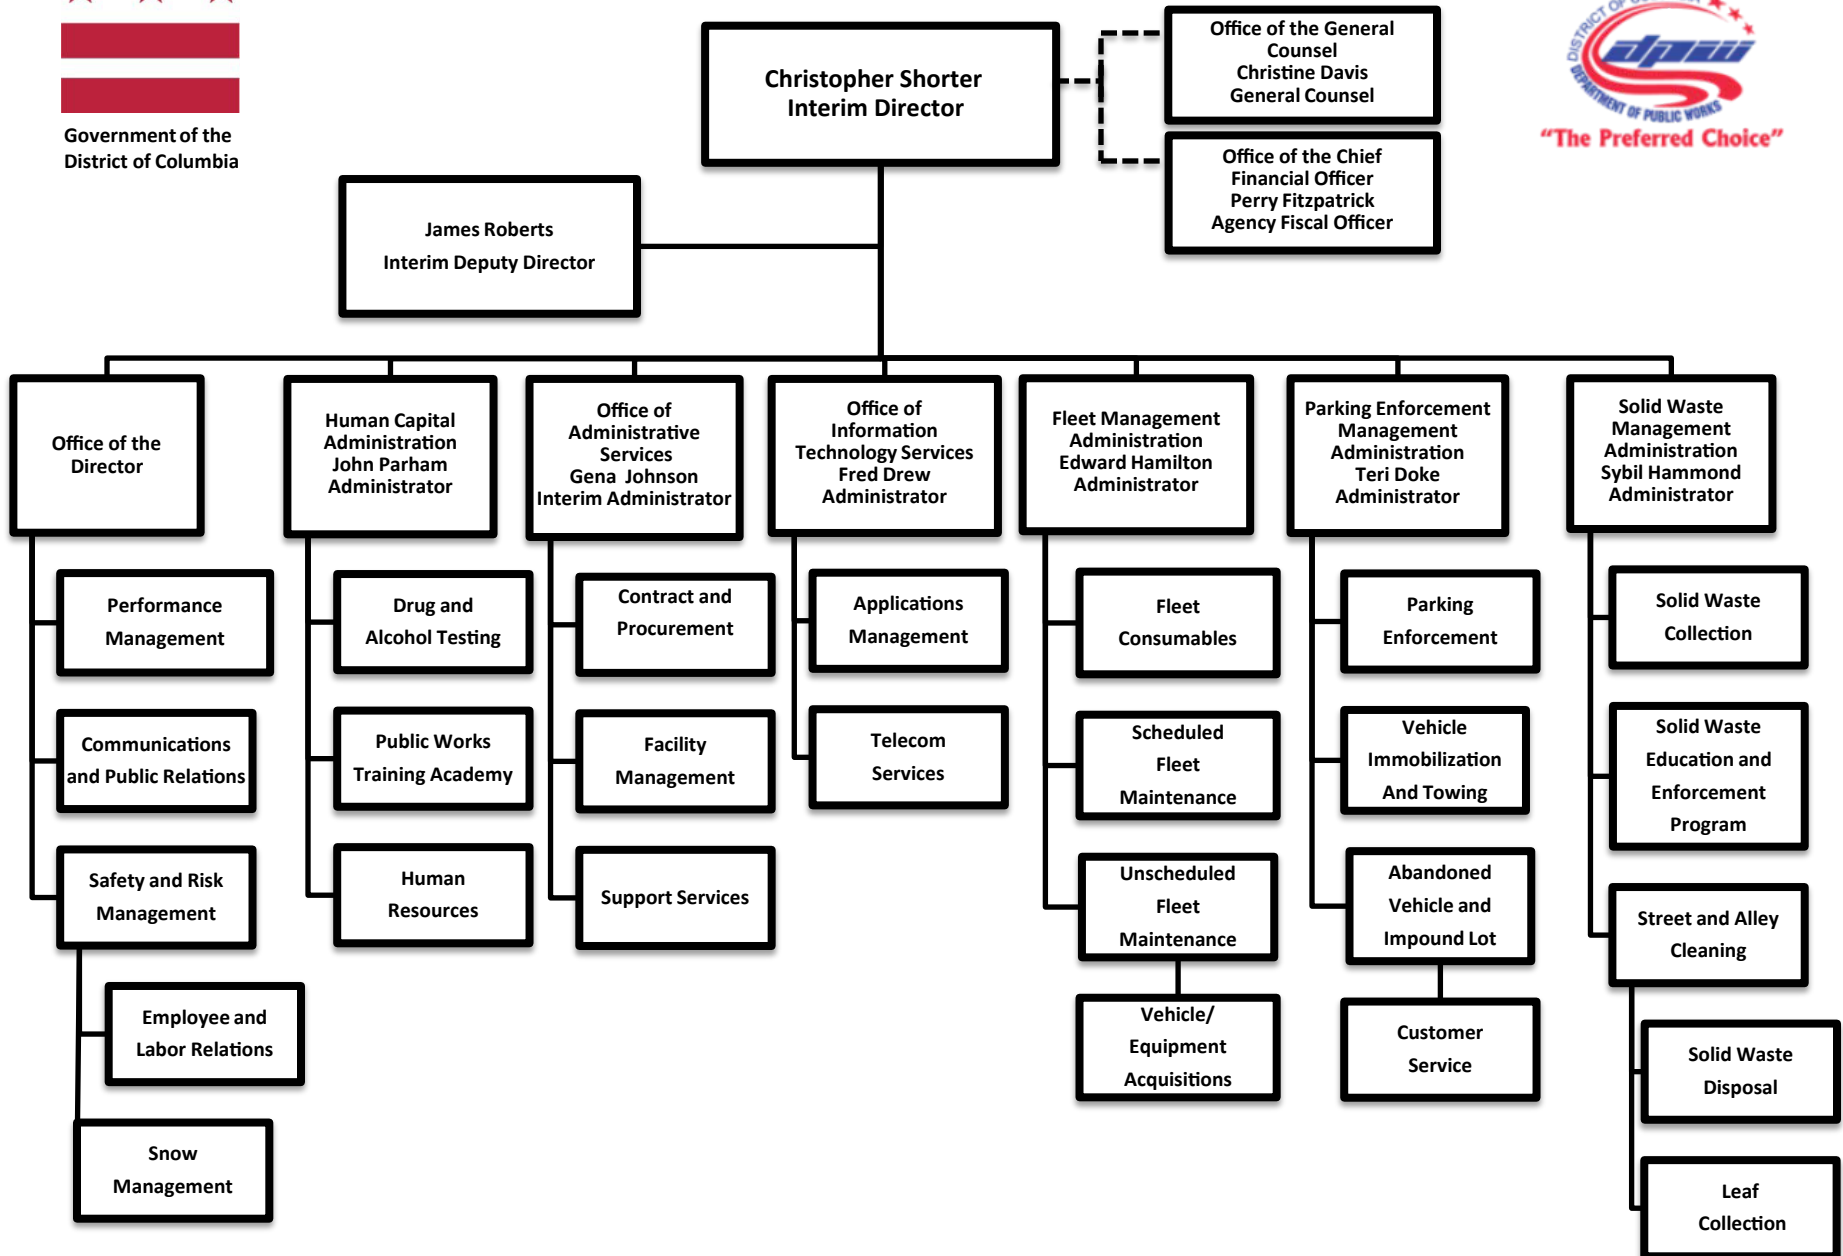 Government of the
District of Columbia
Christopher Shorter
Interim Director
Office of the General
Counsel
Christine Davis
General Counsel
Office of the Chief
Financial Officer
Perry Fitzpatrick
Agency Fiscal Officer
DISTRICT OF COLUMBIA
dpw
DEPARTMENT OF PUBLIC WORKS
"The Preferred Choice"
James Roberts
Interim Deputy Director
Office of the
Director
Human Capital
Administration
John Parham
Administrator
Office of
Administrative
Services
Gena Johnson
Interim Administrator
Office of
Information
Technology Services
Fred Drew
Administrator
Fleet Management
Administration
Edward Hamilton
Administrator
Parking Enforcement
Management
Administration
Teri Doke
Administrator
Solid Waste
Management
Administration
Sybil Hammond
Administrator
Performance
Management
Communications
and Public Relations
Safety and Risk
Management
Employee and
Labor Relations
Snow
Management
Drug and
Alcohol Testing
Public Works
Training Academy
Human
Resources
Contract and
Procurement
Facility
Management
Support Services
Applications
Management
Telecom
Services
Fleet
Consumables
Scheduled
Fleet
Maintenance
Unscheduled
Fleet
Maintenance
Vehicle/
Equipment
Acquisitions
Parking
Enforcement
Vehicle
Immobilization
And Towing
Abandoned
Vehicle and
Impound Lot
Customer
Service
Solid Waste
Collection
Solid Waste
Education and
Enforcement
Program
Street and Alley
Cleaning
Solid Waste
Disposal
Leaf
Collection